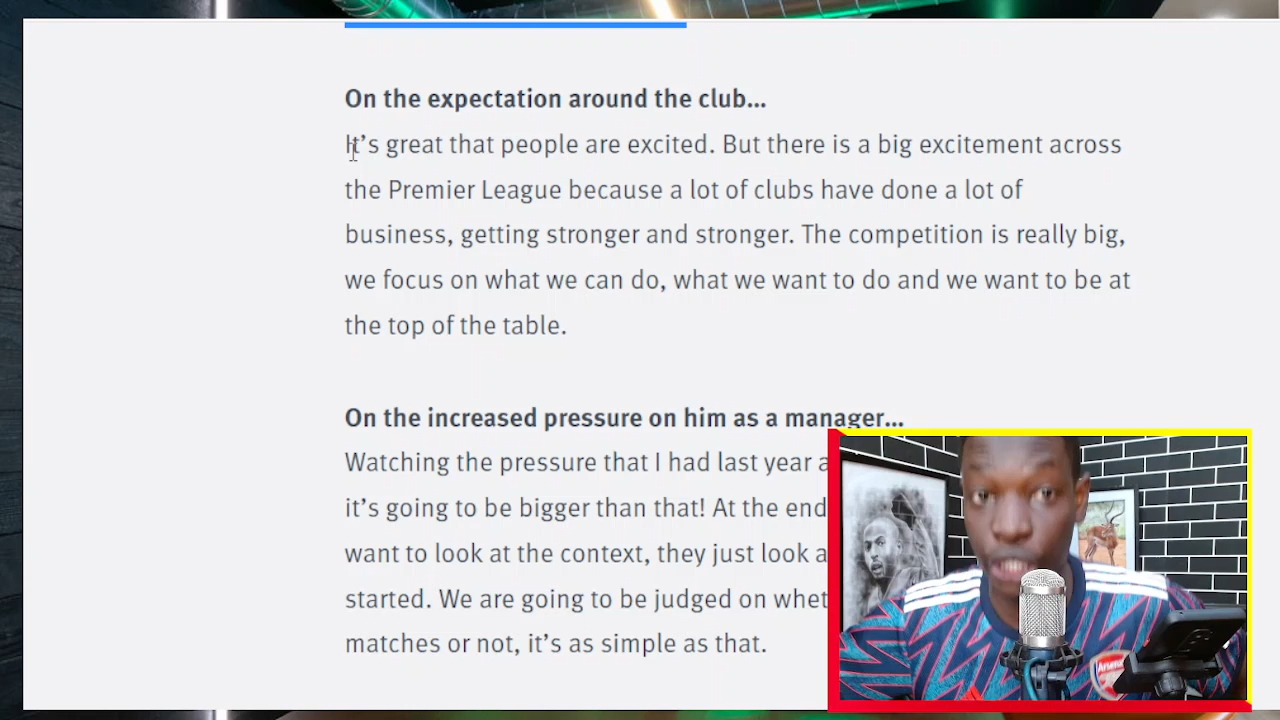 On the expectation around the club...
It's great that people are excited. But there is a big excitement across
the Premier League because a lot of clubs have done a lot of
business, getting stronger and stronger. The competition is really big,
we focus on what we can do, what we want to do and we want to be at
the top of the table.
On the increased pressure on him as a manager...
Watching the pressure that I had last year
it's going to be bigger than that! At the end
want to look at the context, they just look
started. We are going to be judged on
matches or not, it's as simple as that.
Arsenal